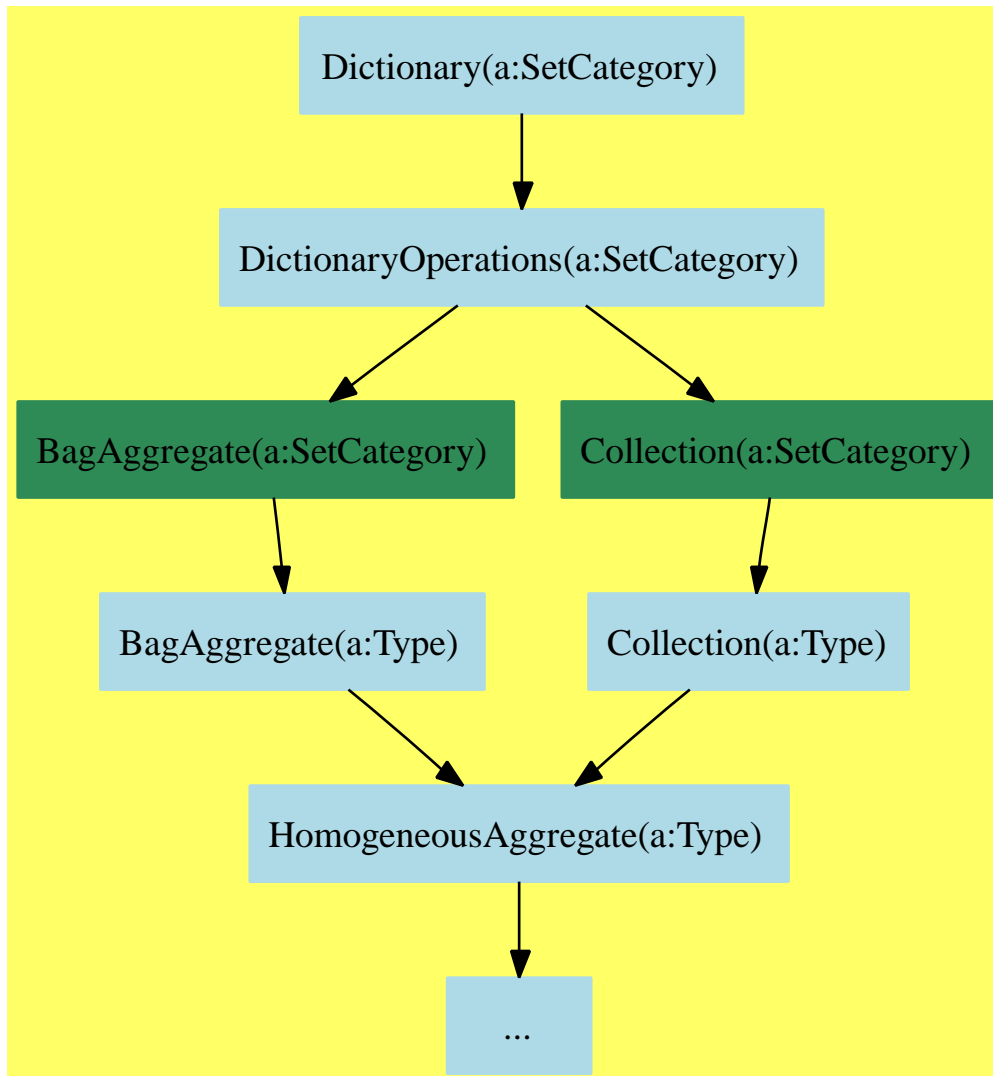 Dictionary(a:SetCategory)
DictionaryOperations(a:SetCategory)
BagAggregate(a:SetCategory)
Collection(a:SetCategory)
BagAggregate(a:Type)
Collection(a:Type)
HomogeneousAggregate(a:Type)
...